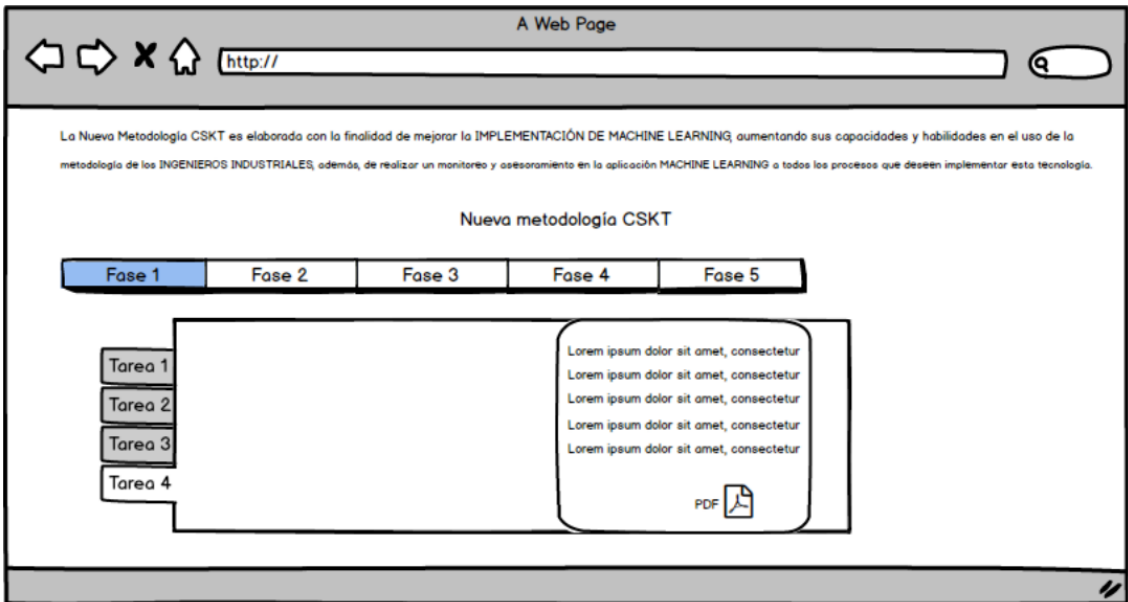 A Web Page
http://
La Nueva Metodología CSKT es elaborada con la finalidad de mejorar la IMPLEMENTACIÓN DE MACHINE LEARNING, aumentando sus capacidades y habilidades en el uso de la
metodología de los INGENIEROS INDUSTRIALES, además, de realizar un monitoreo y asesoramiento en la aplicación MACHINE LEARNING a todos los procesos que deseen implementar esta tecnología.
Nueva metodología CSKT
Fase 1 Fase 2 Fase 3 Fase 4 Fase 5
Tarea 1
Tarea 2
Tarea 3
Tarea 4
Lorem ipsum dolor sit amet, consectetur
Lorem ipsum dolor sit amet, consectetur
Lorem ipsum dolor sit amet, consectetur
Lorem ipsum dolor sit amet, consectetur
Lorem ipsum dolor sit amet, consectetur
PDF